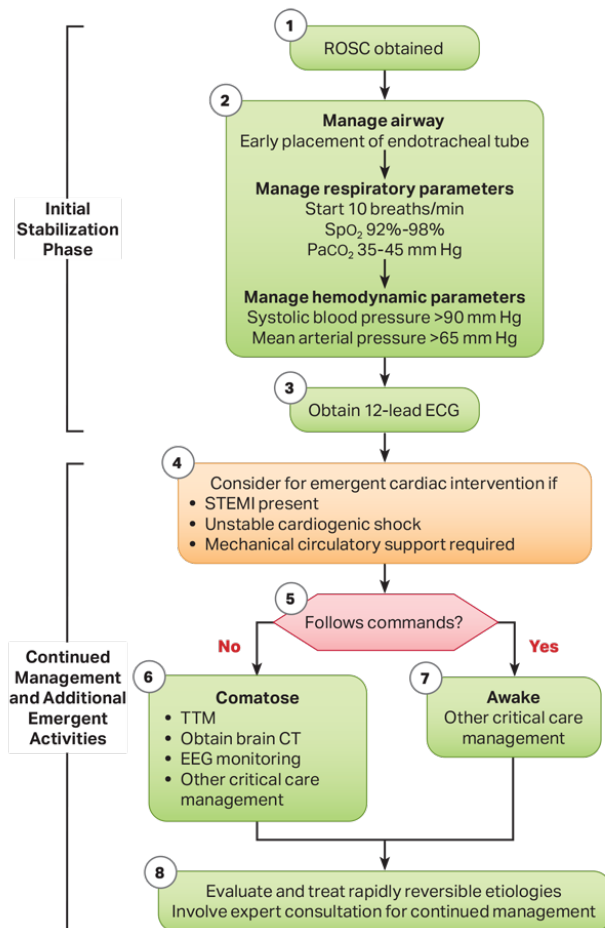 1
ROSC obtained
2
Manage airway
Early placement of endotracheal tube
Manage respiratory parameters
Start 10 breaths/min
SpO₂ 92%-98%
PaCO₂ 35-45 mm Hg
Manage hemodynamic parameters
Systolic blood pressure >90 mm Hg
Mean arterial pressure >65 mm Hg
Initial
Stabilization
Phase
3
Obtain 12-lead ECG
4
Consider for emergent cardiac intervention if
• STEMI present
• Unstable cardiogenic shock
• Mechanical circulatory support required
5
Follows commands?
No
Yes
Continued
Management
and Additional
Emergent
Activities
6
Comatose
• TTM
• Obtain brain CT
• EEG monitoring
• Other critical care
management
7
Awake
Other critical care
management
8
Evaluate and treat rapidly reversible etiologies
Involve expert consultation for continued management